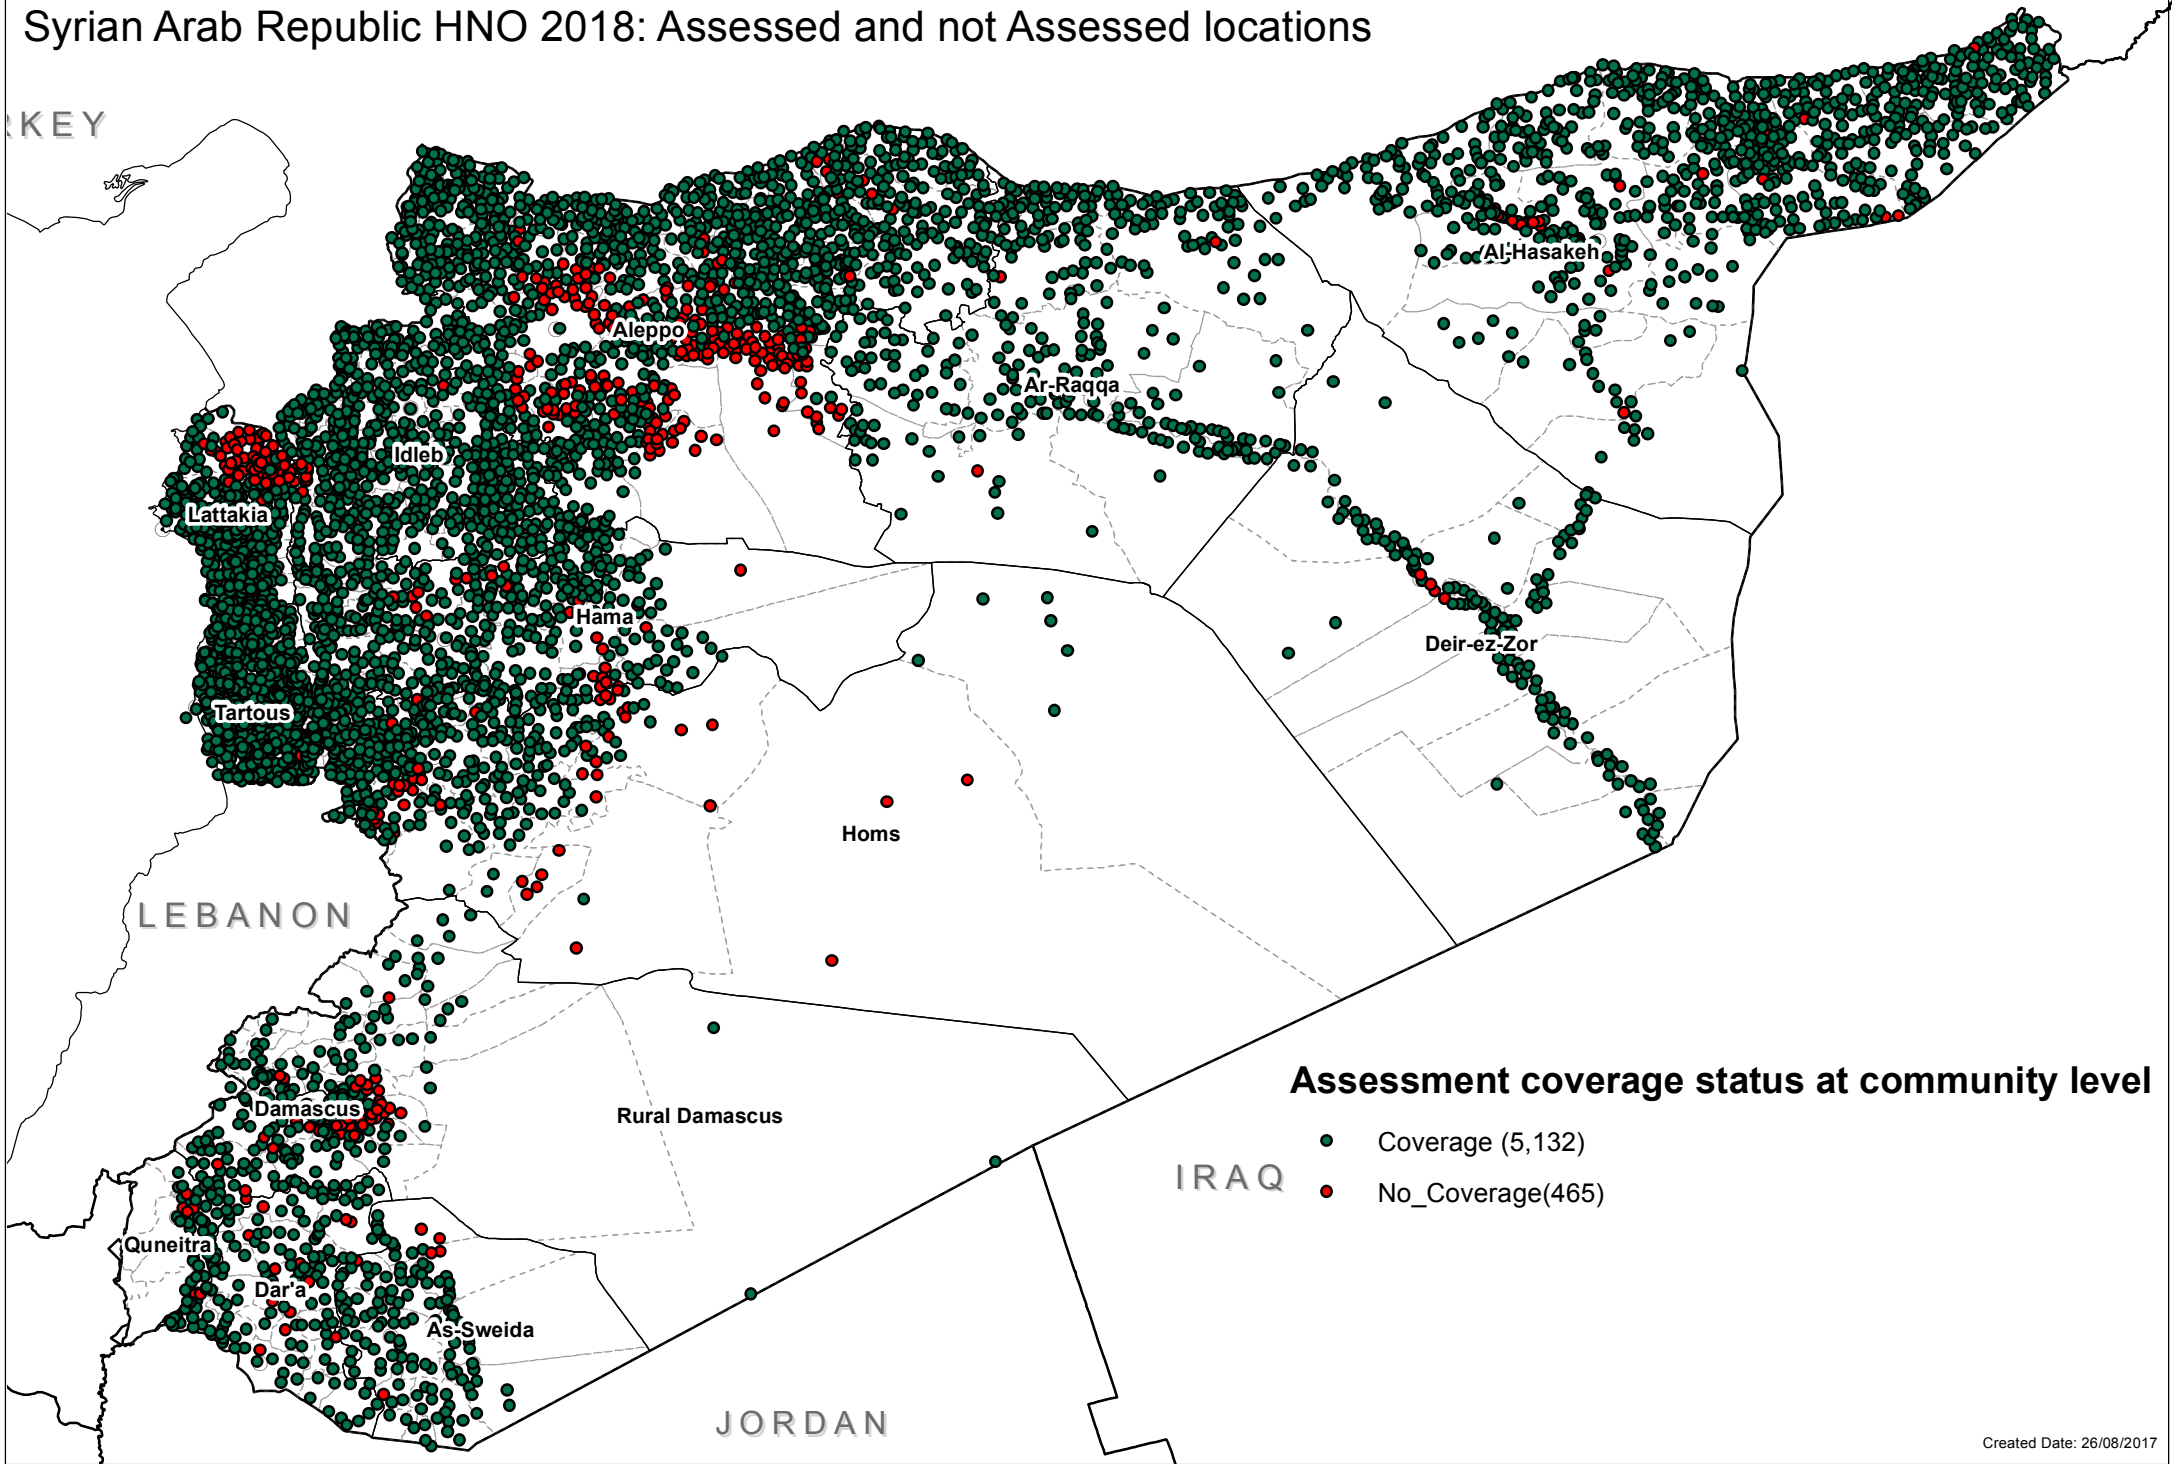 Syrian Arab Republic HNO 2018: Assessed and not Assessed locations
RKEY
Al-Hasakeh
Aleppo
Ar-Raqqa
Idleb
Lattakia
Hama
Deir-ez-Zor
Tartous
Homs
LEBANON
Assessment coverage status at community level
Damascus
Rural Damascus
Coverage (5,132)
IRAQ
No_Coverage(465)
Quneitra
Dar'a
As-Sweida
JORDAN
Created Date: 26/08/2017